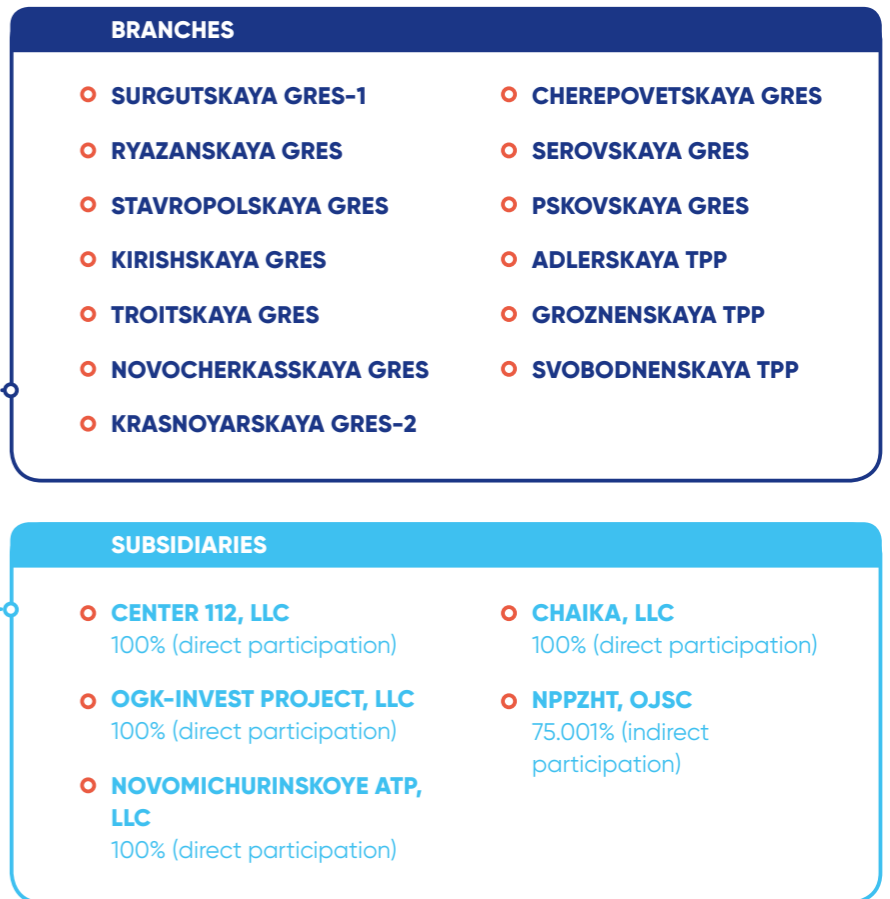 BRANCHES
SURGUTSKAYA GRES-1
RYAZANSKAYA GRES
STAVROPOLSKAYA GRES
KIRISHSKAYA GRES
TROITSKAYA GRES
NOVOCHERKASSKAYA GRES
KRASNOYARSKAYA GRES-2
CHEREPOVETSKAYA GRES
SEROVSKAYA GRES
PSKOVSKAYA GRES
ADLERSKAYA TPP
GROZNENSKAYA TPP
SVOBODNENSKAYA TPP
SUBSIDIARIES
CENTER 112, LLC
100% (direct participation)
OGK-INVEST PROJECT, LLC
100% (direct participation)
NOVOMICHURINSKOYE ATP,
LLC
100% (direct participation)
CHAIKA, LLC
100% (direct participation)
NPPZHT, OJSC
75.001% (indirect
participation)